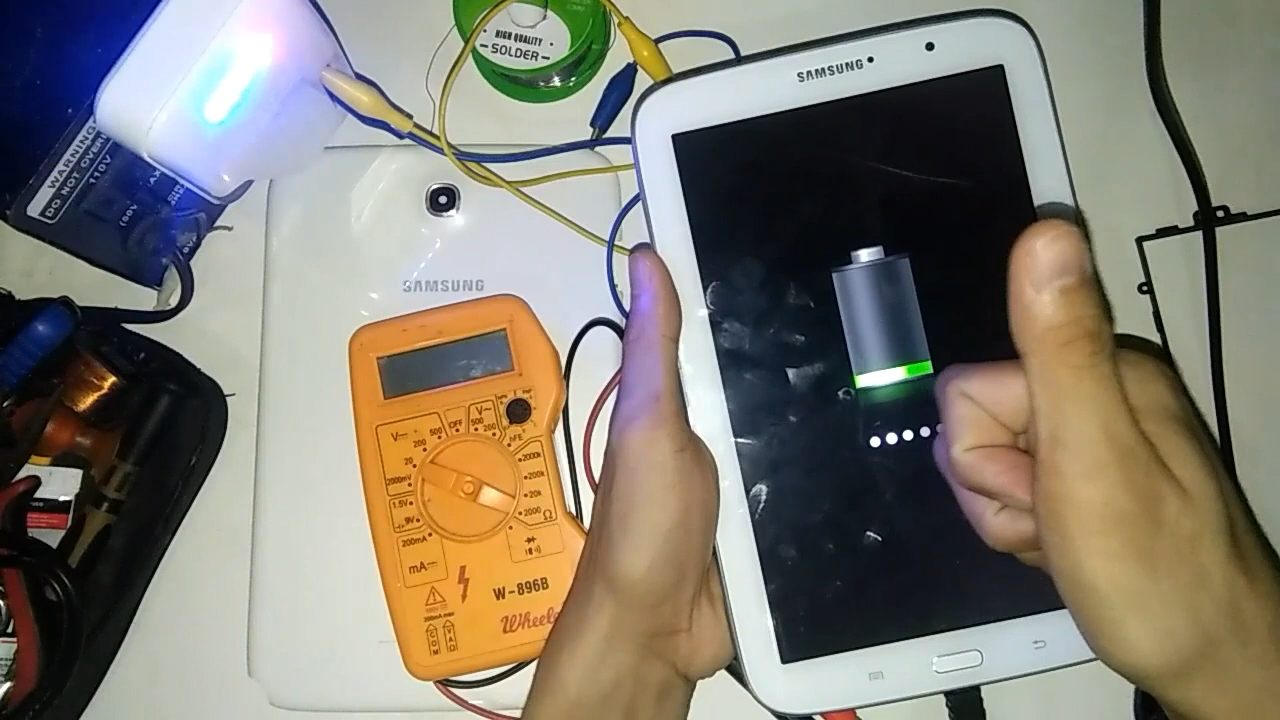 WARNING
DO NOT OVER
110V
HIGH QUALITY
SOLDER
SAMSUNG
SAMSUNG
V
OFF
V~
500
500
200
200
hFE
20
2000k
2000mV
200k
1.5V
20k
9V
2000
Ω
200mA
mA
W-896B
Wheele
COM